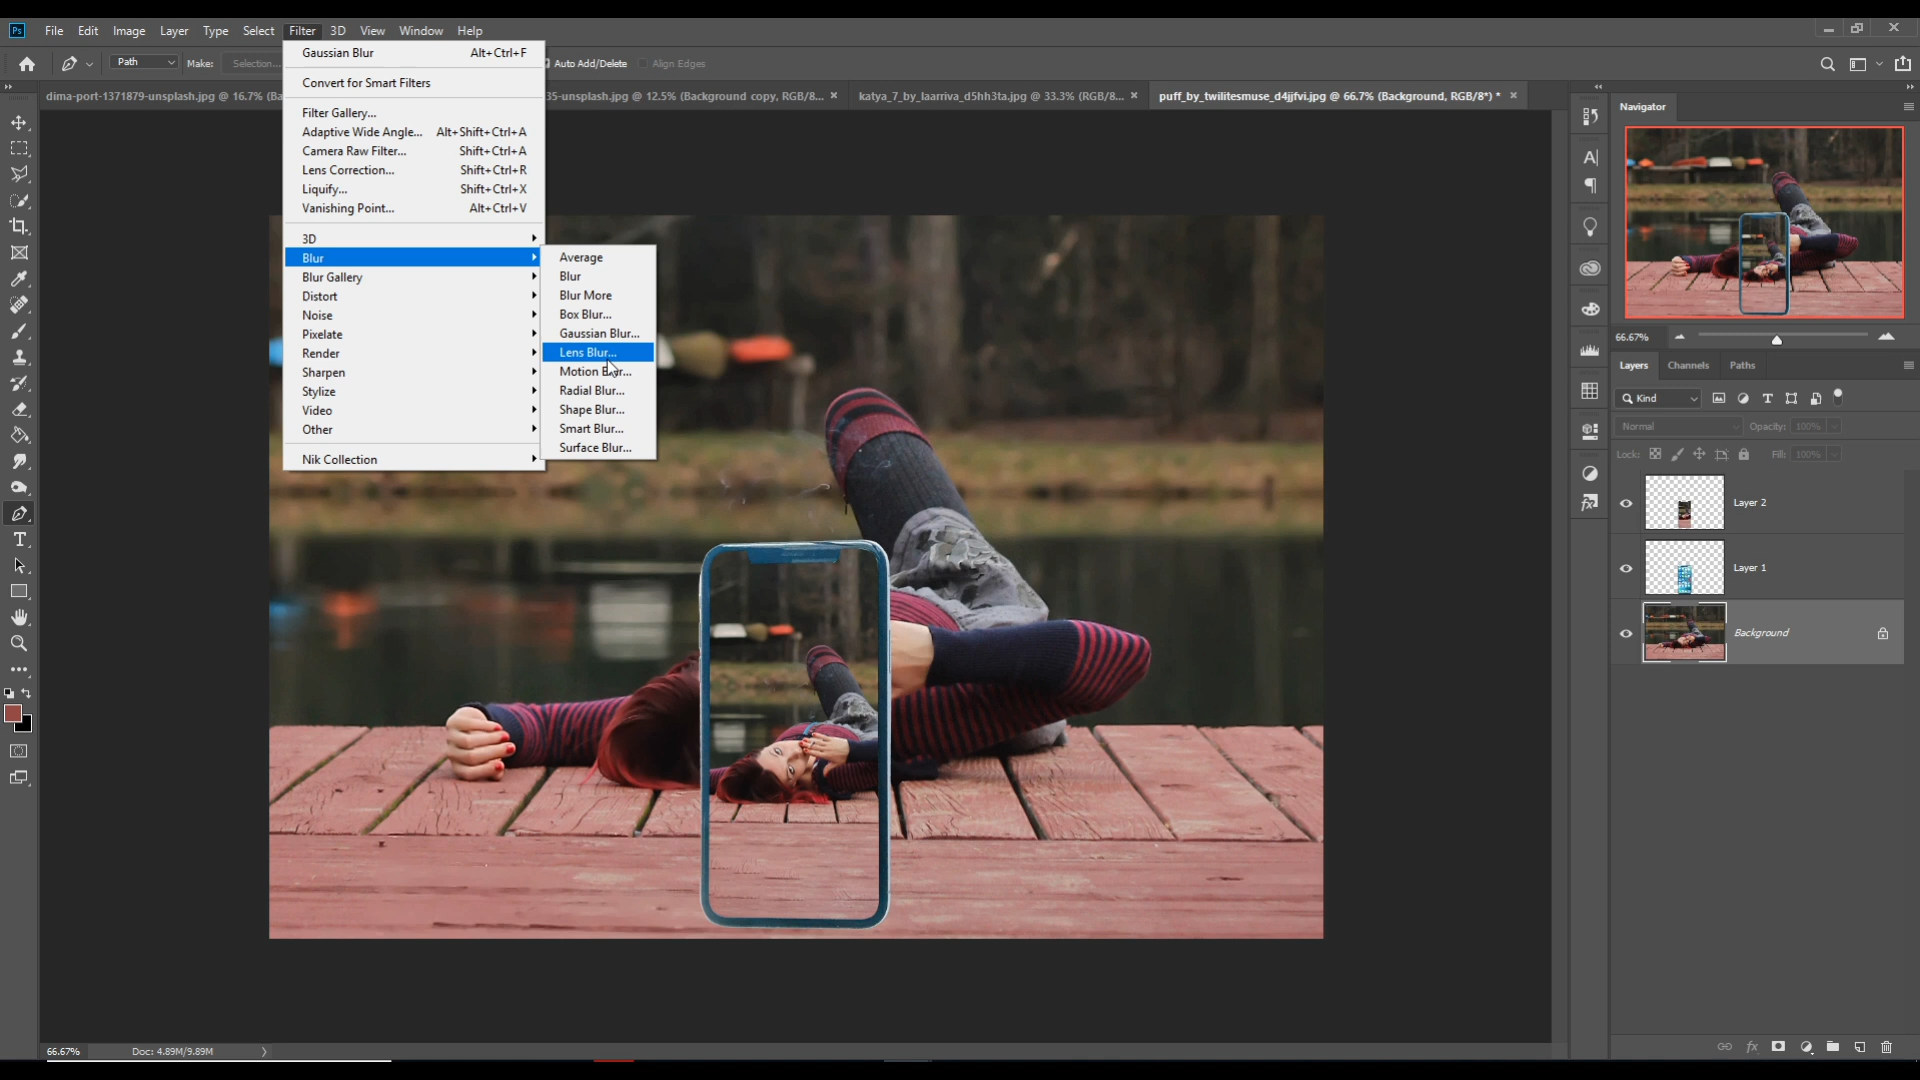 Ps File Edit Image Layer Type Select Filter 3D View Window Help
Path Make: Selection... Auto Add/Delete Align Edges
dima-port-1371879-unsplash.jpg @ 16.7% (Ba 35-unsplash.jpg @ 12.5% (Background copy, RGB/8... × katya_7_by_laarriva_d5hh3ta.jpg @ 33.3% (RGB/8... × puff_by_twilitesmuse_d4jjfvi.jpg @ 66.7% (Background, RGB/8*) * ×
Gaussian Blur Alt+Ctrl+F
Convert for Smart Filters
Filter Gallery...
Adaptive Wide Angle... Alt+Shift+Ctrl+A
Camera Raw Filter... Shift+Ctrl+A
Lens Correction... Shift+Ctrl+R
Liquify... Shift+Ctrl+X
Vanishing Point... Alt+Ctrl+V
3D
Blur
Blur Gallery
Distort
Noise
Pixelate
Render
Sharpen
Stylize
Video
Other
Nik Collection
Average
Blur
Blur More
Box Blur...
Gaussian Blur...
Lens Blur...
Motion Blur...
Radial Blur...
Shape Blur...
Smart Blur...
Surface Blur...
Navigator
66.67%
Layers Channels Paths
Kind
Normal Opacity: 100%
Lock: Fill: 100%
Layer 2
Layer 1
Background
66.67% Doc: 4.89M/9.89M